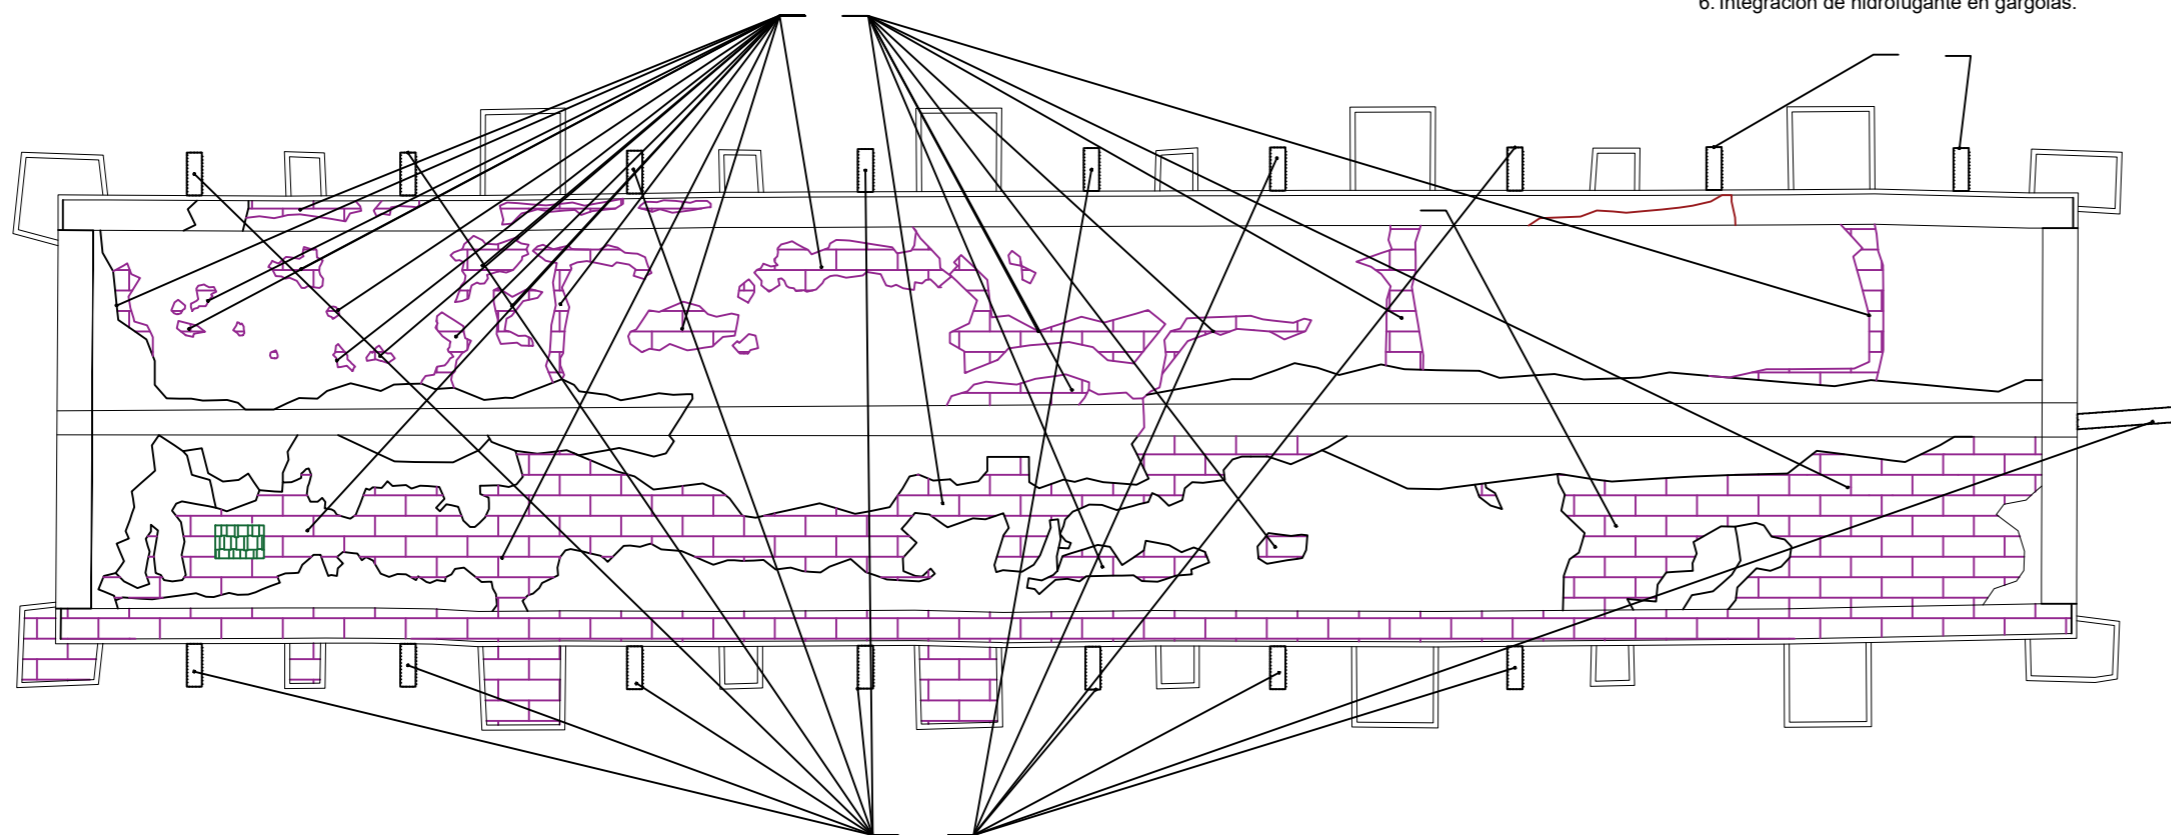 6. Integración de hidrofugante en gárgolas.